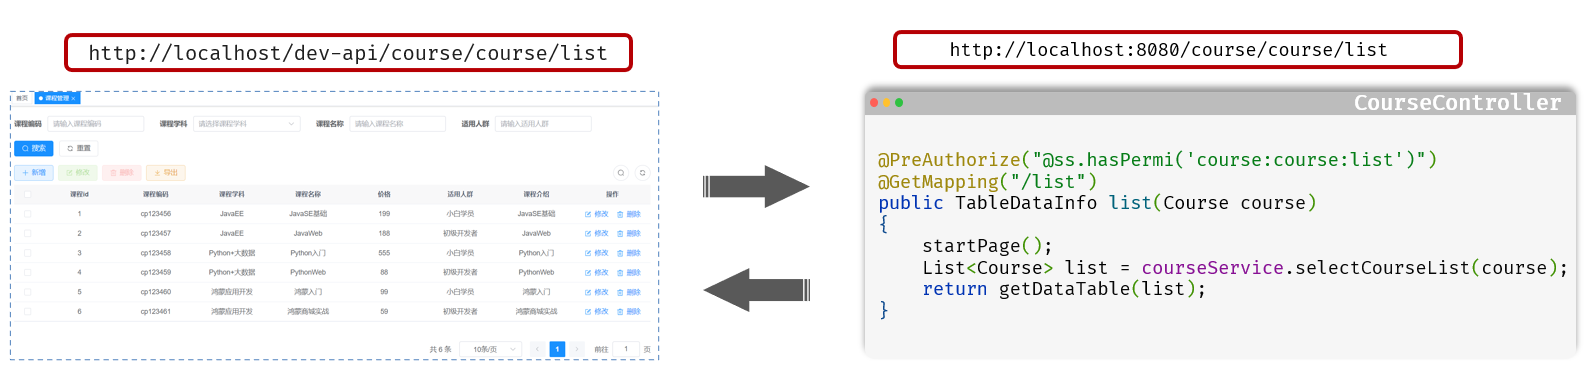 http://localhost/dev-api/course/course/list
http://localhost:8080/course/course/list
首页 课程管理 ×
课程编码 请输入课程编码 课程学科 请选择课程学科 课程名称 请输入课程名称 适用人群 请输入适用人群
搜索 重置
+ 新增 修改 删除 导出
课程id 课程编码 课程学科 课程名称 价格 适用人群 课程介绍 操作
1 cp123456 JavaEE JavaSE基础 199 小白学员 JavaSE基础 修改 删除
2 cp123457 JavaEE JavaWeb 188 初级开发者 JavaWeb 修改 删除
3 cp123458 Python+大数据 Python入门 555 小白学员 Python入门 修改 删除
4 cp123459 Python+大数据 PythonWeb 88 初级开发者 PythonWeb 修改 删除
5 cp123460 鸿蒙应用开发 鸿蒙入门 99 小白学员 鸿蒙入门 修改 删除
6 cp123461 鸿蒙应用开发 鸿蒙商城实战 59 初级开发者 鸿蒙商城实战 修改 删除
共 6 条 10条/页 1 前往 1 页
CourseController
@PreAuthorize("@ss.hasPermi('course:course:list')")
@GetMapping("/list")
public TableDataInfo list(Course course)
{
startPage();
List<Course> list = courseService.selectCourseList(course);
return getDataTable(list);
}